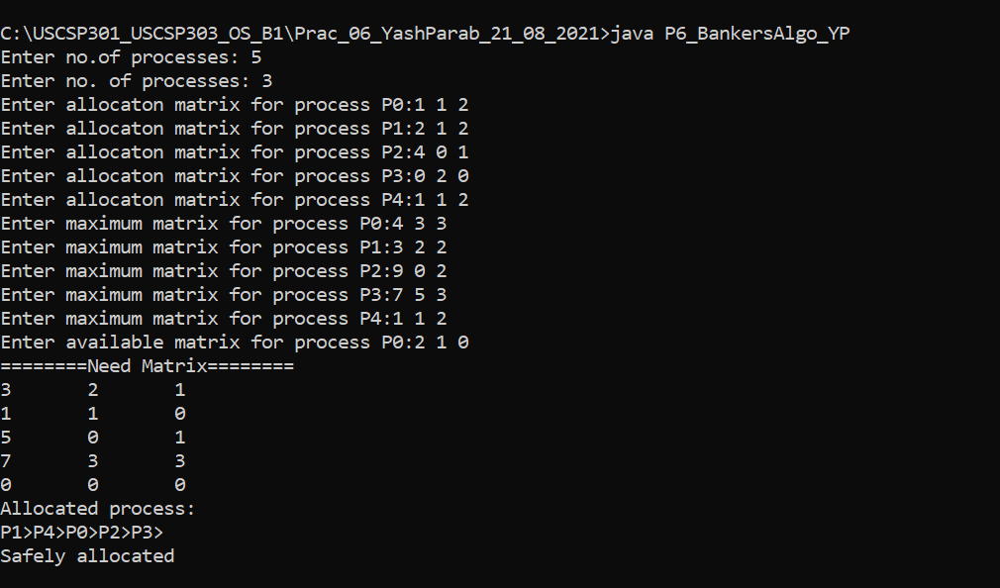 C:\USCSP301_USCSP303_OS_B1\Prac_06_YashParab_21_08_2021>java P6_BankersAlgo_YP
Enter no.of processes: 5
Enter no. of processes: 3
Enter allocaton matrix for process P0:1 1 2
Enter allocaton matrix for process P1:2 1 2
Enter allocaton matrix for process P2:4 0 1
Enter allocaton matrix for process P3:0 2 0
Enter allocaton matrix for process P4:1 1 2
Enter maximum matrix for process P0:4 3 3
Enter maximum matrix for process P1:3 2 2
Enter maximum matrix for process P2:9 0 2
Enter maximum matrix for process P3:7 5 3
Enter maximum matrix for process P4:1 1 2
Enter available matrix for process P0:2 1 0
========Need Matrix========
3 2 1
1 1 0
5 0 1
7 3 3
0 0 0
Allocated process:
P1>P4>P0>P2>P3>
Safely allocated